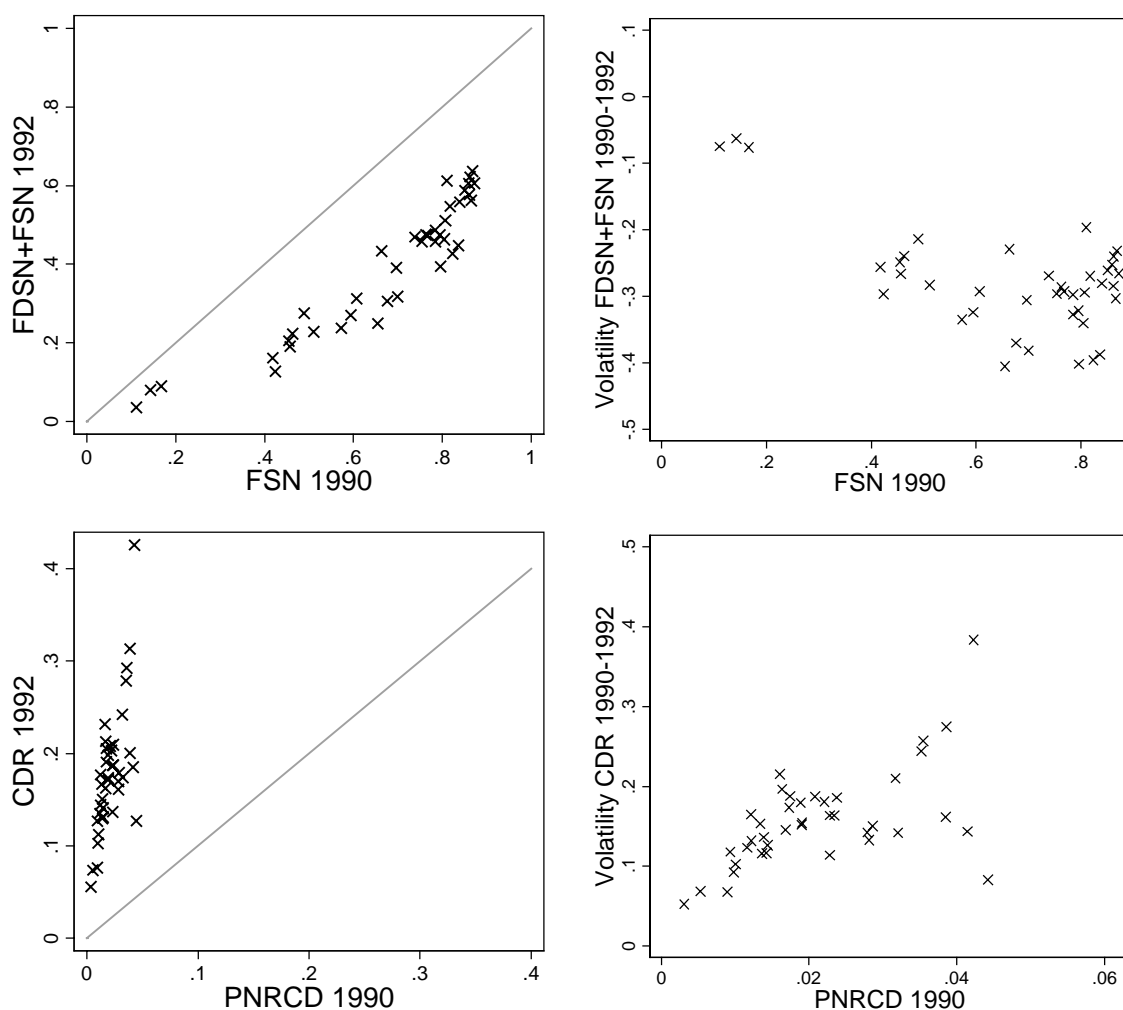 1
.8
.6
.4
.2
0
FDSN+FSN 1992
0 .2 .4 .6 .8 1
FSN 1990
.1
0
-.1
-.2
-.3
-.4
-.5
Volatility FDSN+FSN 1990-1992
0 .2 .4 .6 .8
FSN 1990
.4
.3
.2
.1
0
CDR 1992
0 .1 .2 .3 .4
PNRCD 1990
.5
.4
.3
.2
.1
0
Volatility CDR 1990-1992
0 .02 .04 .06
PNRCD 1990